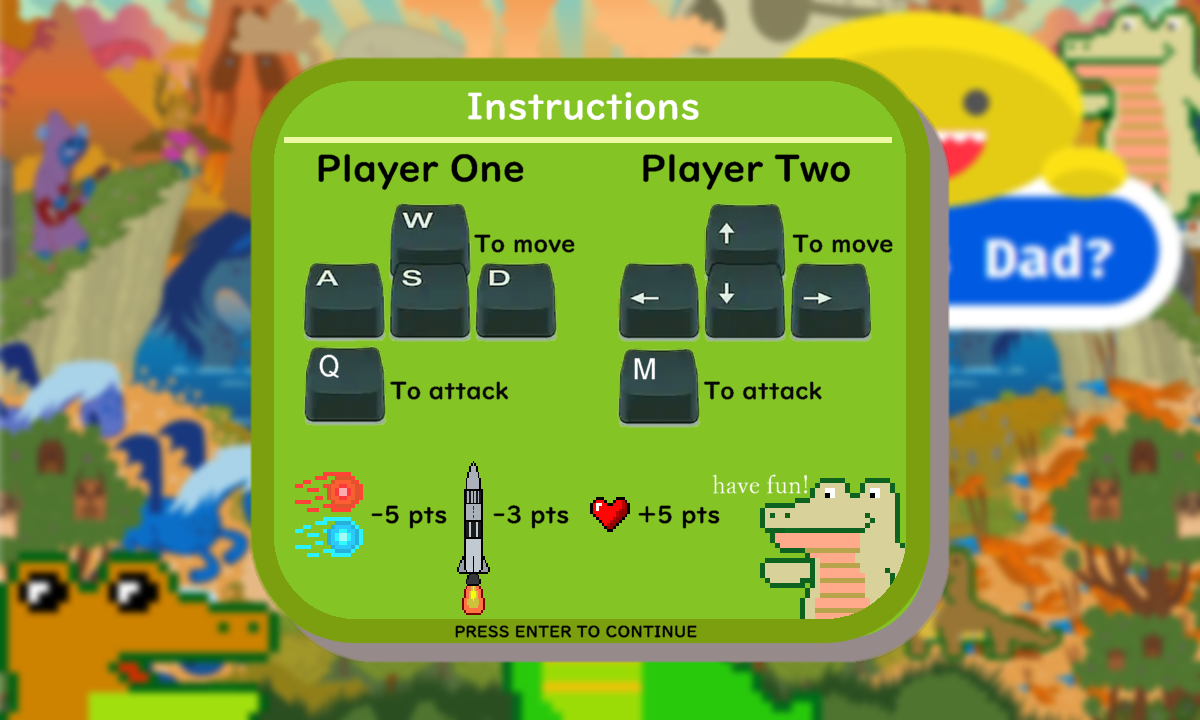 Instructions
Player One
Player Two
W
To move
↑
To move
A S D
← ↓ →
Q
To attack
M
To attack
have fun!
-5 pts
-3 pts
+5 pts
Dad?
PRESS ENTER TO CONTINUE